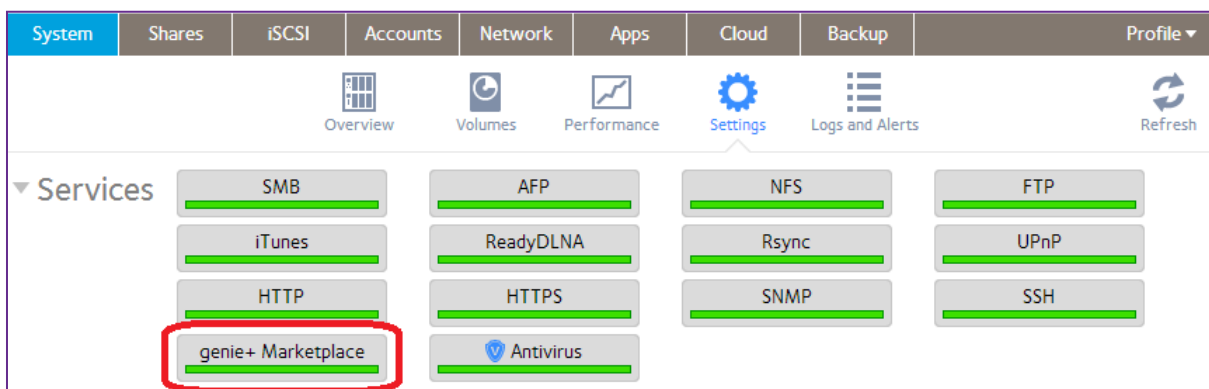 System Shares iSCSI Accounts Network Apps Cloud Backup Profile
Overview Volumes Performance Settings Logs and Alerts Refresh
Services SMB AFP NFS FTP
iTunes ReadyDLNA Rsync UPnP
HTTP HTTPS SNMP SSH
genie+ Marketplace V Antivirus